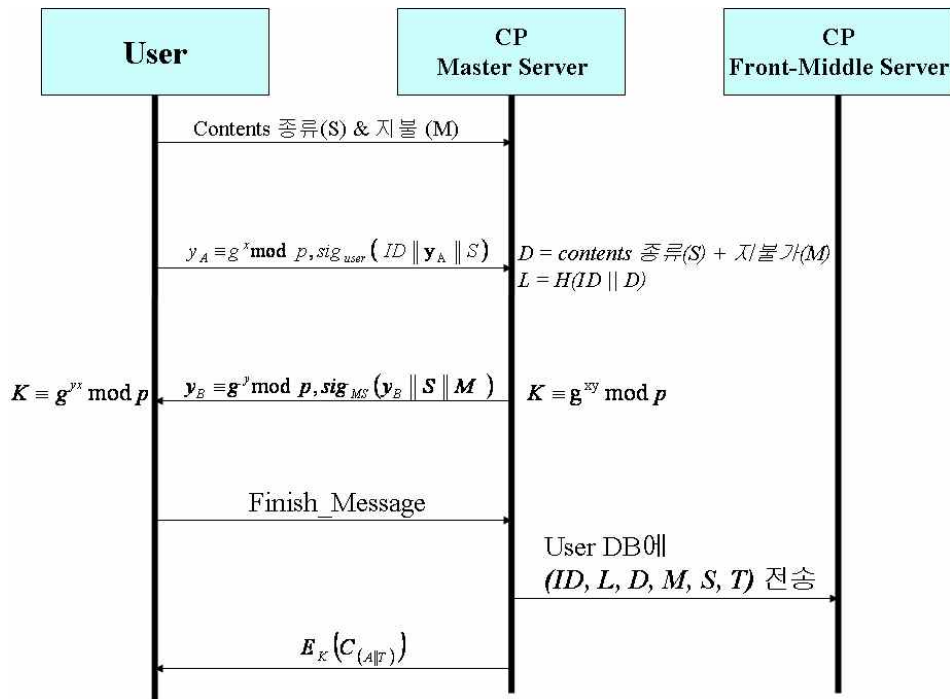 User
CP
Master Server
CP
Front-Middle Server
Contents 종류(S) & 지불 (M)
y_A ≡ g^x mod p, sig_user ( ID ∥ y_A ∥ S )
D = contents 종류(S) + 지불가(M)
L = H(ID || D)
K ≡ g^yx mod p
y_B ≡ g^y mod p, sig_MS ( y_B ∥ S ∥ M )
K ≡ g^xy mod p
Finish_Message
User DB에
(ID, L, D, M, S, T) 전송
E_K ( C_(A∥T) )